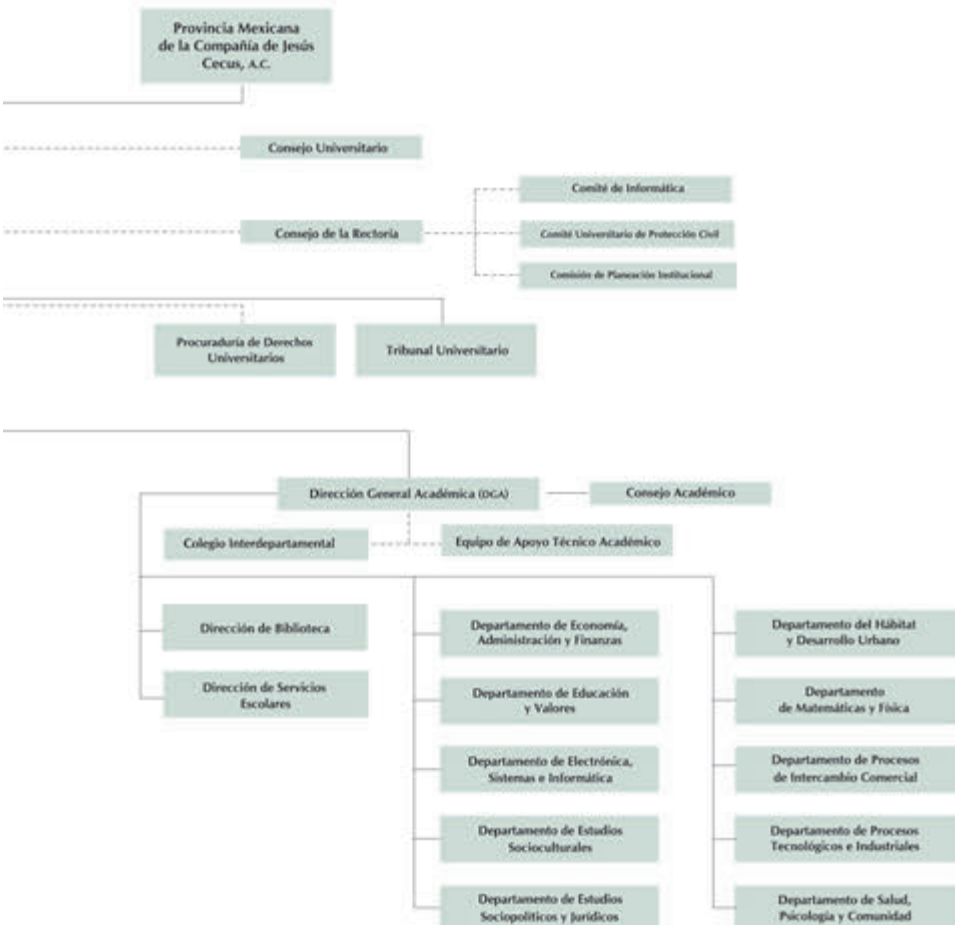 Provincia Mexicana
de la Compañía de Jesús
Cecus, A.C.
Consejo Universitario
Comité de Informática
Consejo de la Rectoría
Comité Universitario de Protección Civil
Comisión de Planeación Institucional
Procuraduría de Derechos
Universitarios
Tribunal Universitario
Dirección General Académica (DGA)
Consejo Académico
Colegio Interdepartamental
Equipo de Apoyo Técnico Académico
Dirección de Biblioteca
Dirección de Servicios
Escolares
Departamento de Economía,
Administración y Finanzas
Departamento de Educación
y Valores
Departamento de Electrónica,
Sistemas e Informática
Departamento de Estudios
Socioculturales
Departamento de Estudios
Sociopolíticos y Jurídicos
Departamento del Hábitat
y Desarrollo Urbano
Departamento
de Matemáticas y Física
Departamento de Procesos
de Intercambio Comercial
Departamento de Procesos
Tecnológicos e Industriales
Departamento de Salud,
Psicología y Comunidad